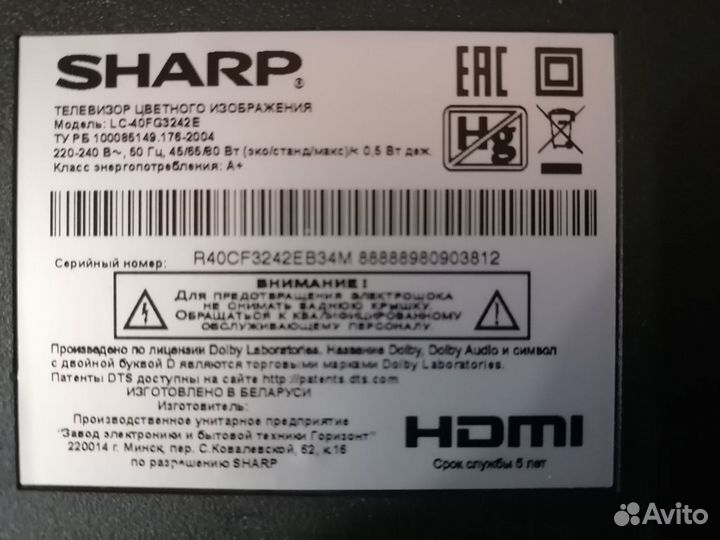 SHARP®
EAC
ТЕЛЕВИЗОР ЦВЕТНОГО ИЗОБРАЖЕНИЯ
Модель: LC-40FG3242E
ТУ РБ 100085149.176-2004
220-240 В~, 50 Гц, 45/65/80 Вт (эко/станд/макс)/< 0,5 Вт деж.
Класс энергопотребления: А+
Hg
Серийный номер: R40CF3242EB34M 88888980903812
ВНИМАНИЕ!
Для предотвращения электрошока
не снимать заднюю крышку.
Обращаться к квалифицированному
обслуживающему персоналу
Произведено по лицензии Dolby Laboratories. Название Dolby, Dolby Audio и символ
с двойной буквой D являются торговыми марками Dolby Laboratories.
Патенты DTS доступны на сайте http://patents.dts.com
ИЗГОТОВЛЕНО В БЕЛАРУСИ
Изготовитель:
Производственное унитарное предприятие
"Завод электроники и бытовой техники Горизонт"
220014 г. Минск, пер. С.Ковалевской, 62, к.15
по разрешению SHARP
HDMI
Срок службы 5 лет
Avito